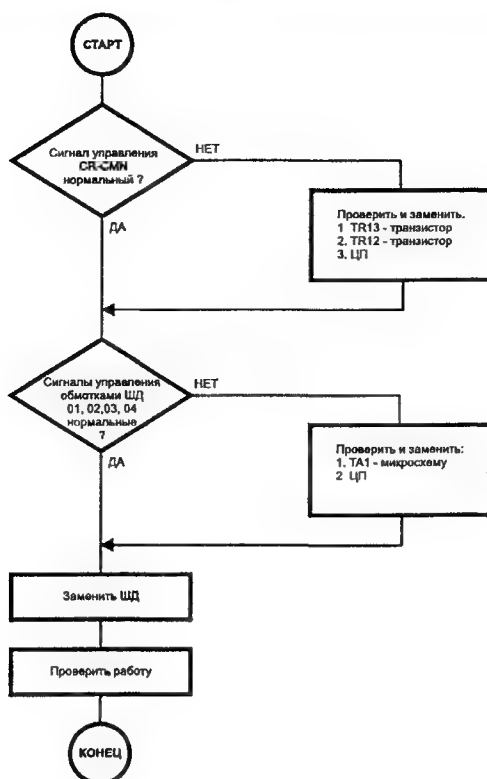 СТАРТ
Сигнал управления
CR-CMN
нормальный ?
НЕТ
ДА
Проверить и заменить.
1 TR13 - транзистор
2. TR12 - транзистор
3. ЦП
Сигналы управления
обмотками ШД
01, 02,03, 04
нормальные
?
НЕТ
ДА
Проверить и заменить:
1. TA1 - микросхему
2 ЦП
Заменить ШД
Проверить работу
КОНЕЦ